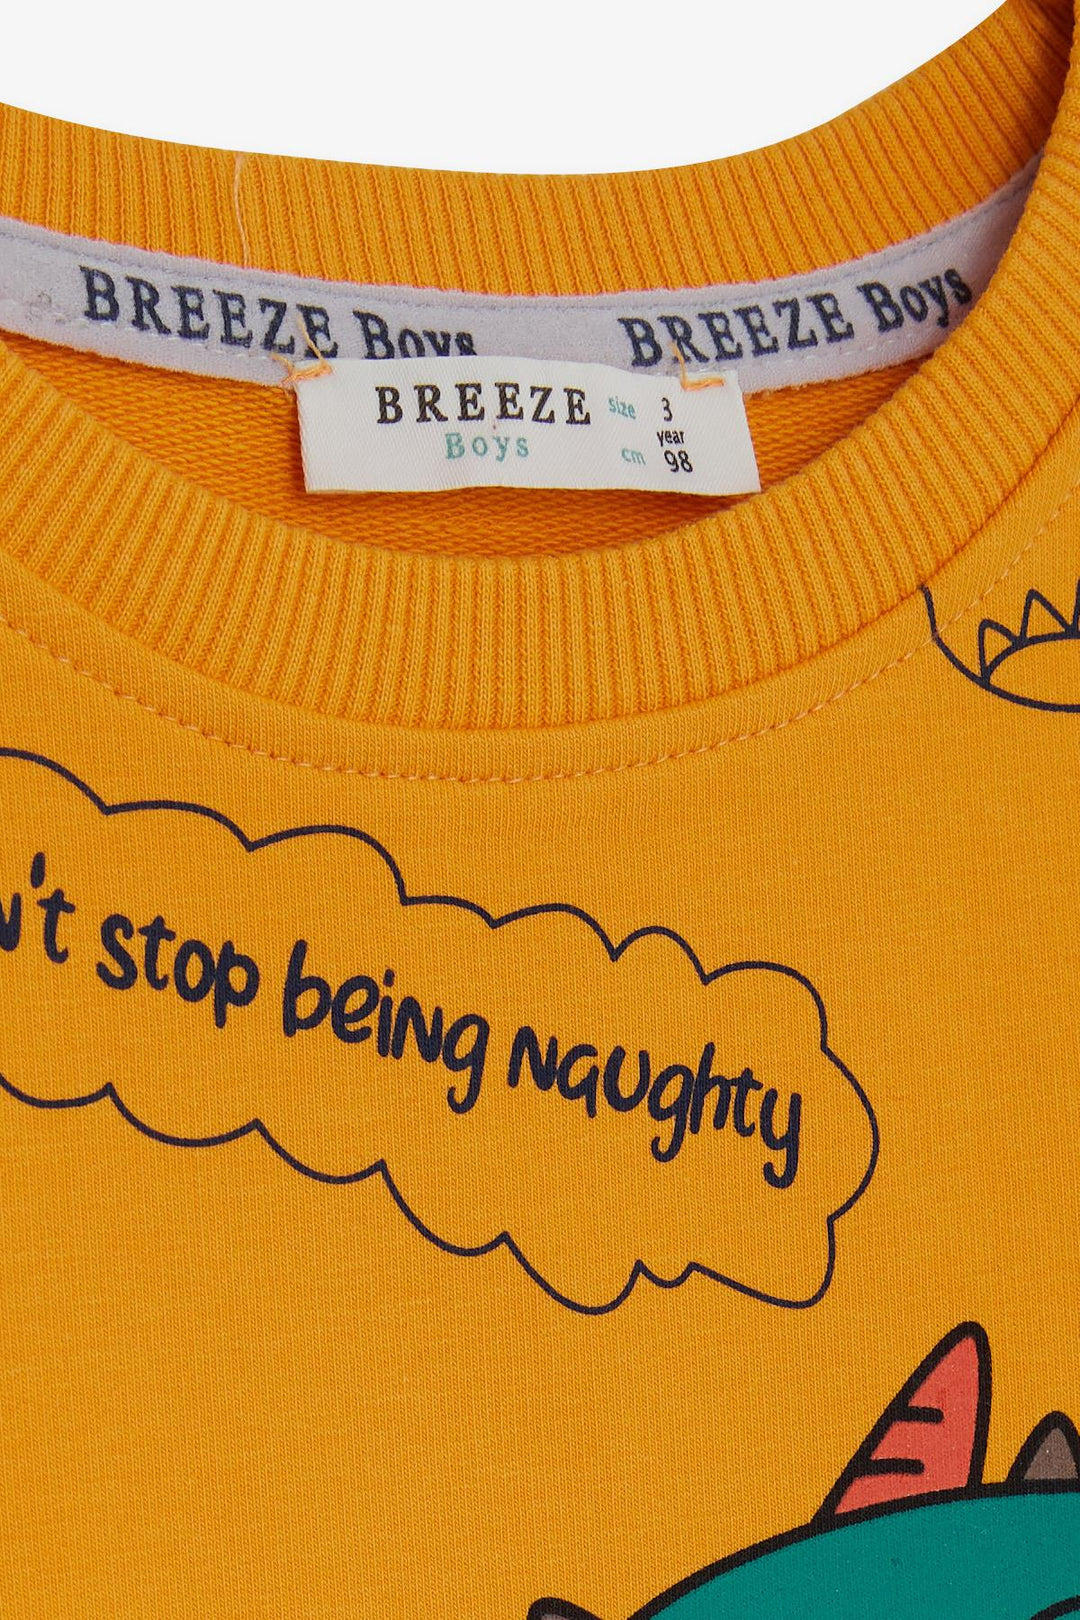 BREEZE Boys BREEZE Boys
BREEZE size 3
year
Boys cm 98
stop being naughty